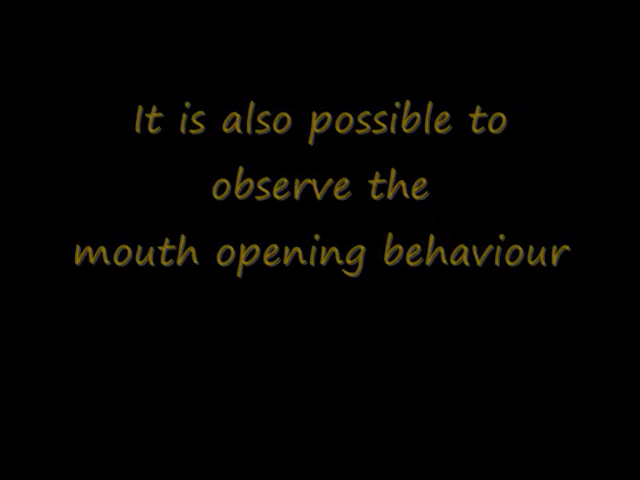 It is also possible to
observe the
mouth opening behaviour